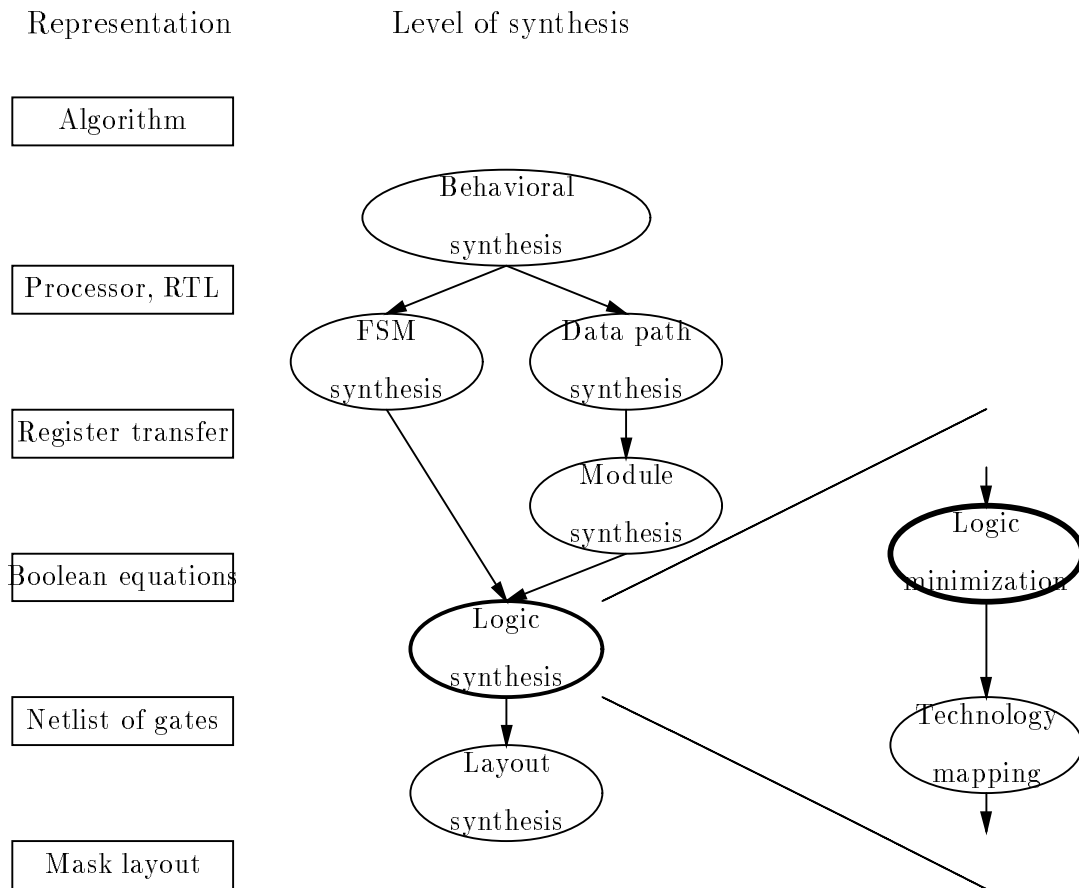 Representation
Level of synthesis
Algorithm
Behavioral
synthesis
Processor, RTL
FSM
synthesis
Data path
synthesis
Register transfer
Module
synthesis
Logic
minimization
Boolean equations
Logic
synthesis
Netlist of gates
Technology
mapping
Layout
synthesis
Mask layout